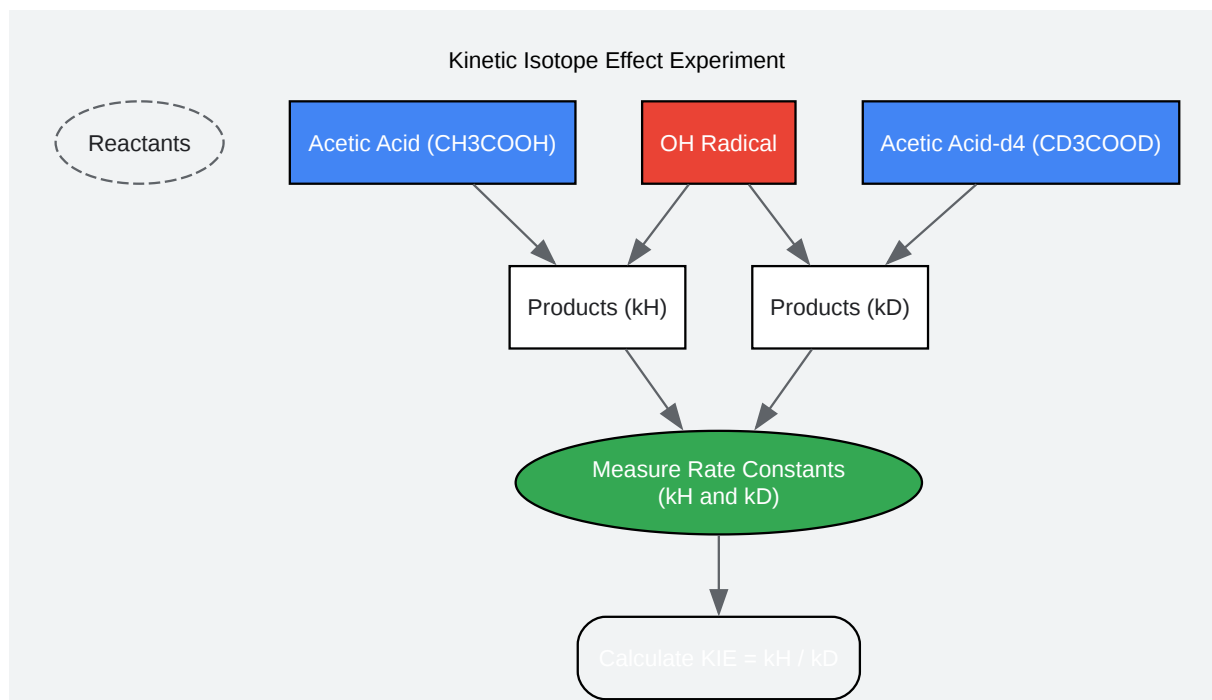 Kinetic Isotope Effect Experiment
Reactants
Acetic Acid (CH3COOH)
OH Radical
Acetic Acid-d4 (CD3COOD)
Products (kH)
Products (kD)
Measure Rate Constants
(kH and kD)
Calculate KIE = kH / kD